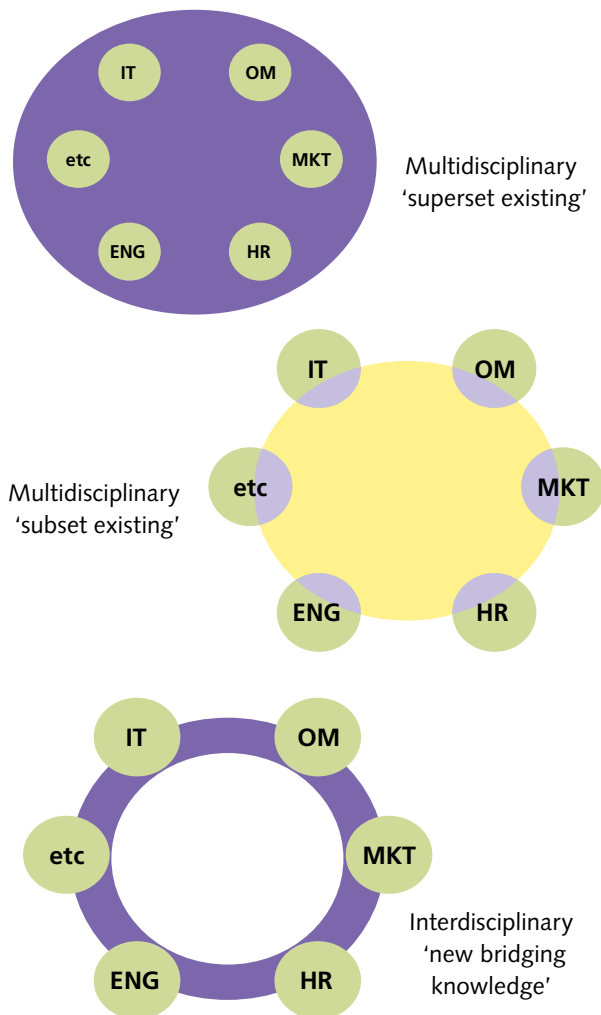 IT
OM
etc
MKT
ENG
HR
Multidisciplinary
‘superset existing’
IT
OM
etc
MKT
ENG
HR
Multidisciplinary
‘subset existing’
IT
OM
etc
MKT
ENG
HR
Interdisciplinary
‘new bridging
knowledge’